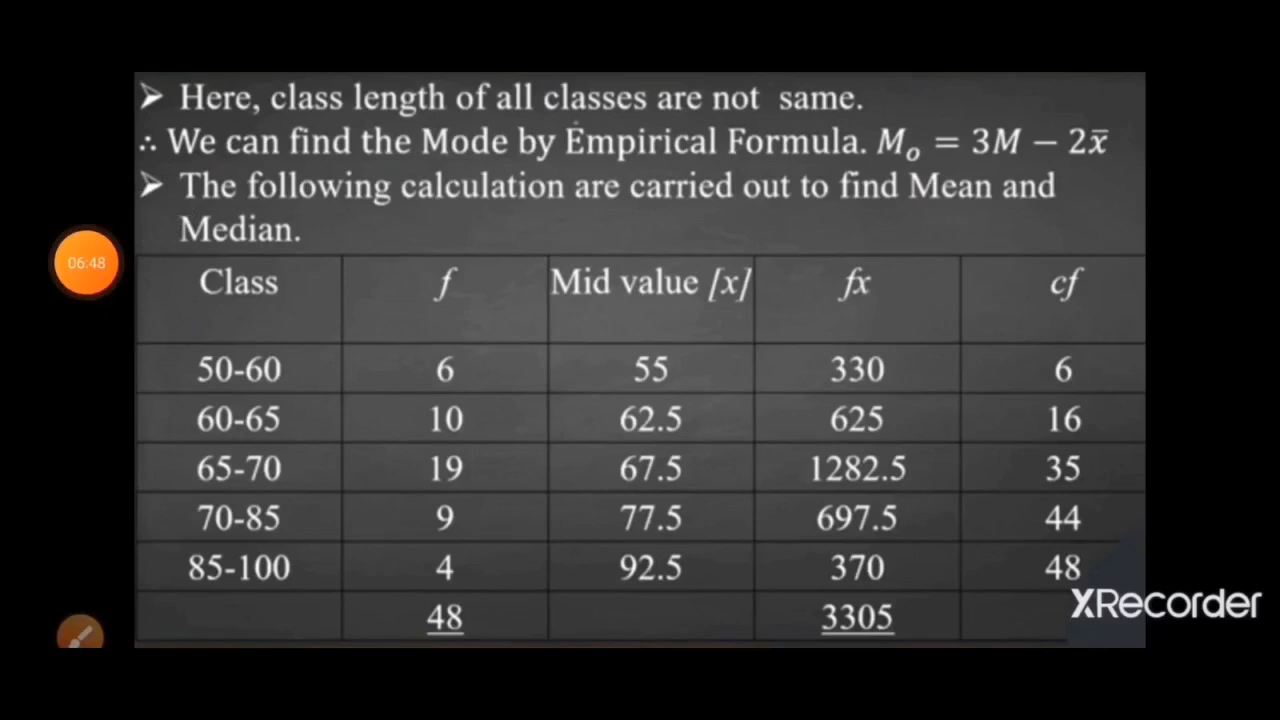 ➢ Here, class length of all classes are not same.
∴ We can find the Mode by Empirical Formula. Mₒ = 3M − 2x̄
➢ The following calculation are carried out to find Mean and
Median.
06:48
Class f Mid value [x] fx cf
50-60 6 55 330 6
60-65 10 62.5 625 16
65-70 19 67.5 1282.5 35
70-85 9 77.5 697.5 44
85-100 4 92.5 370 48
48 3305
XRecorder